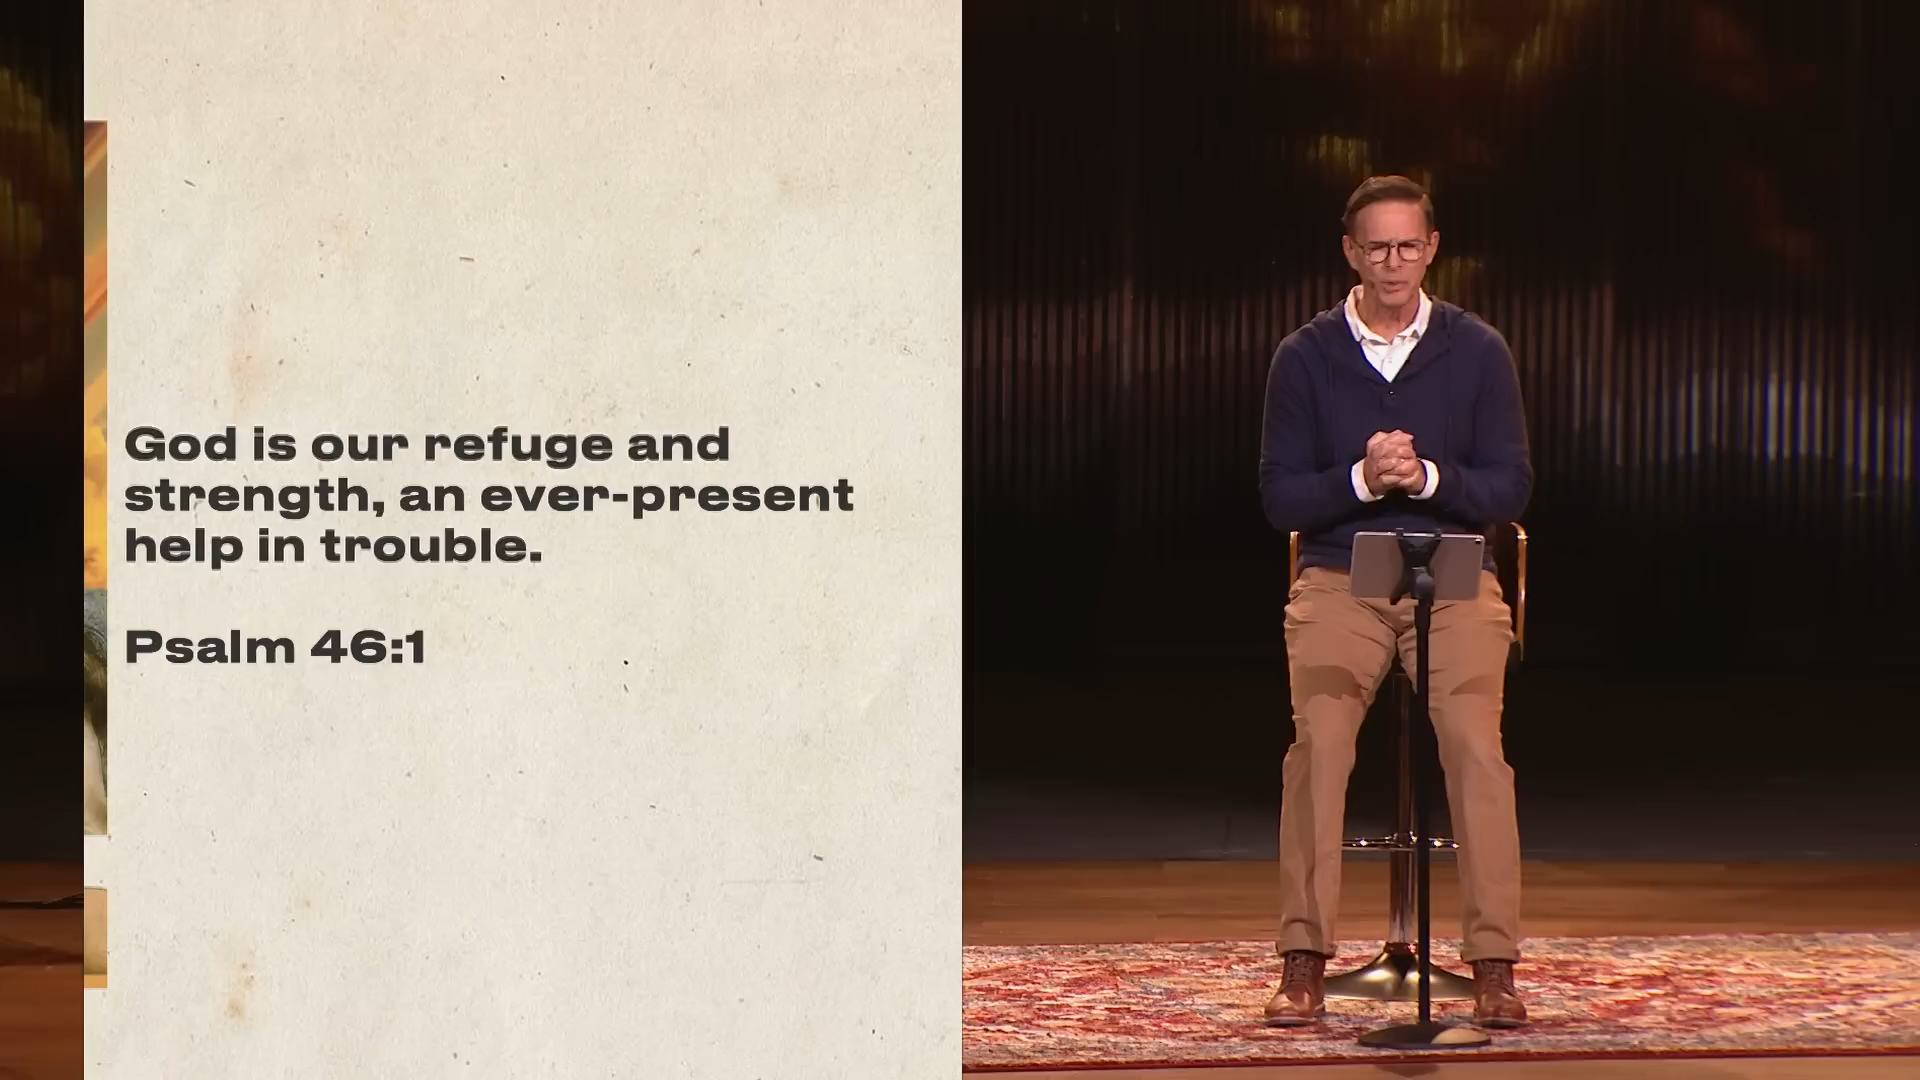 God is our refuge and
strength, an ever-present
help in trouble.
Psalm 46:1